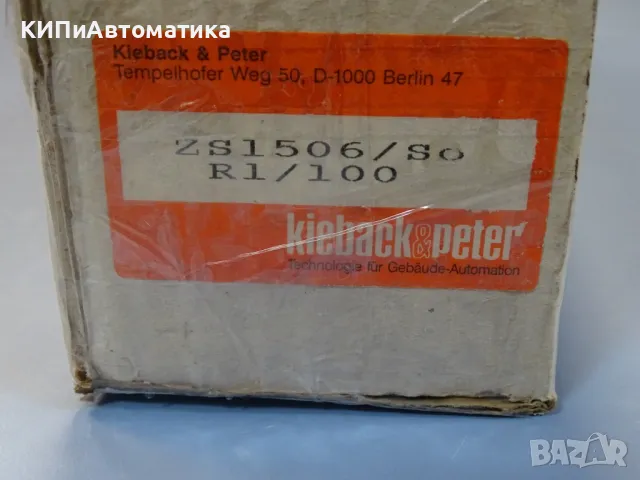 КИПиАвтоматика
Kieback & Peter
Tempelhofer Weg 50, D-1000 Berlin 47
ZS1506/So
R1/100
kieback&peter
Technologie für Gebäude-Automation
BAZAR